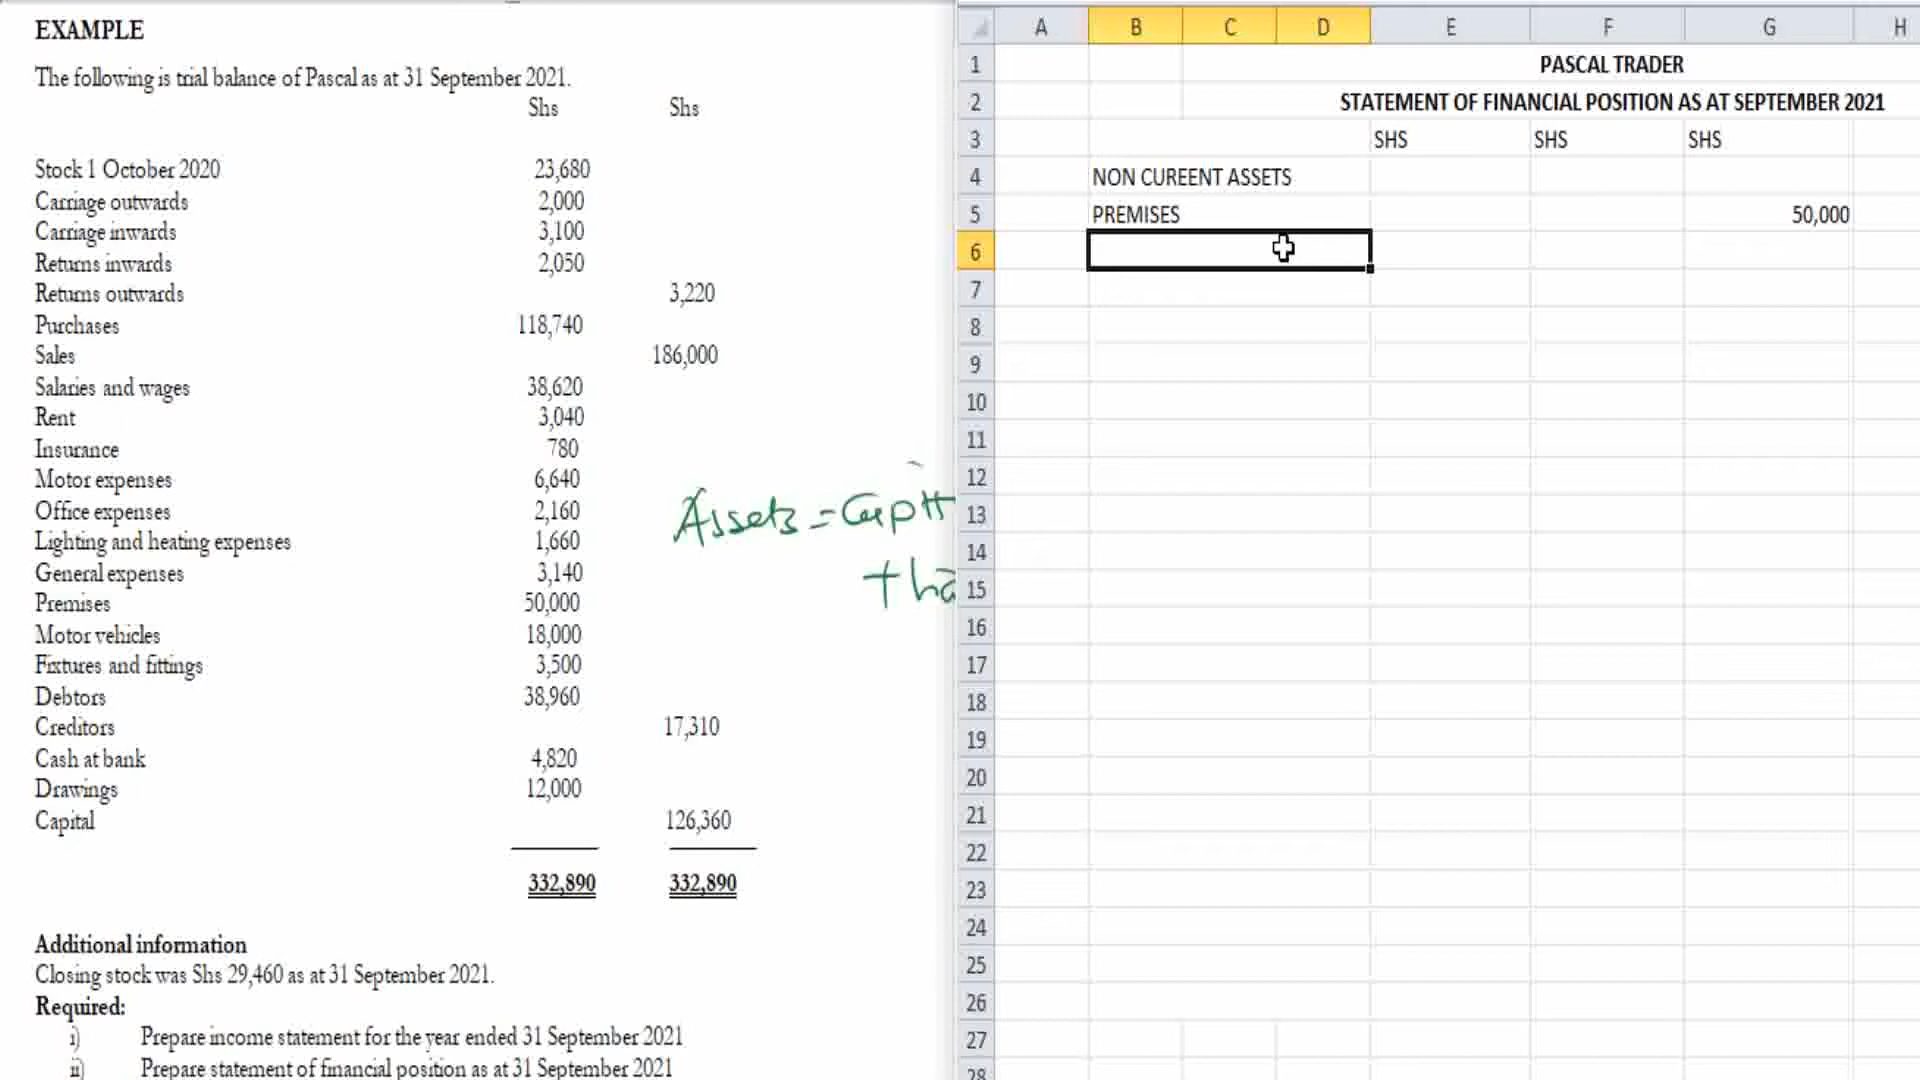 EXAMPLE
The following is trial balance of Pascal as at 31 September 2021.
Shs Shs
Stock 1 October 2020 23,680
Carriage outwards 2,000
Carriage inwards 3,100
Returns inwards 2,050
Returns outwards 3,220
Purchases 118,740
Sales 186,000
Salaries and wages 38,620
Rent 3,040
Insurance 780
Motor expenses 6,640
Office expenses 2,160
Lighting and heating expenses 1,660
General expenses 3,140
Premises 50,000
Motor vehicles 18,000
Fixtures and fittings 3,500
Debtors 38,960
Creditors 17,310
Cash at bank 4,820
Drawings 12,000
Capital 126,360
332,890 332,890
Additional information
Closing stock was Shs 29,460 as at 31 September 2021.
Required:
i) Prepare income statement for the year ended 31 September 2021
ii) Prepare statement of financial position as at 31 September 2021
Assets =
A B C D E F G H
1 PASCAL TRADER
2 STATEMENT OF FINANCIAL POSITION AS AT SEPTEMBER 2021
3 SHS SHS SHS
4 NON CUREENT ASSETS
5 PREMISES 50,000
6
7
8
9
10
11
12
13
14
15
16
17
18
19
20
21
22
23
24
25
26
27
28